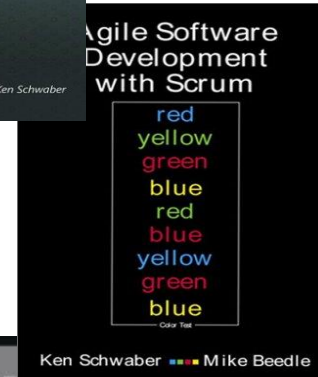 Ken Schwaber
Agile Software
Development
with Scrum
red
yellow
green
blue
red
blue
yellow
green
blue
Color Test
Ken Schwaber Mike Beedle